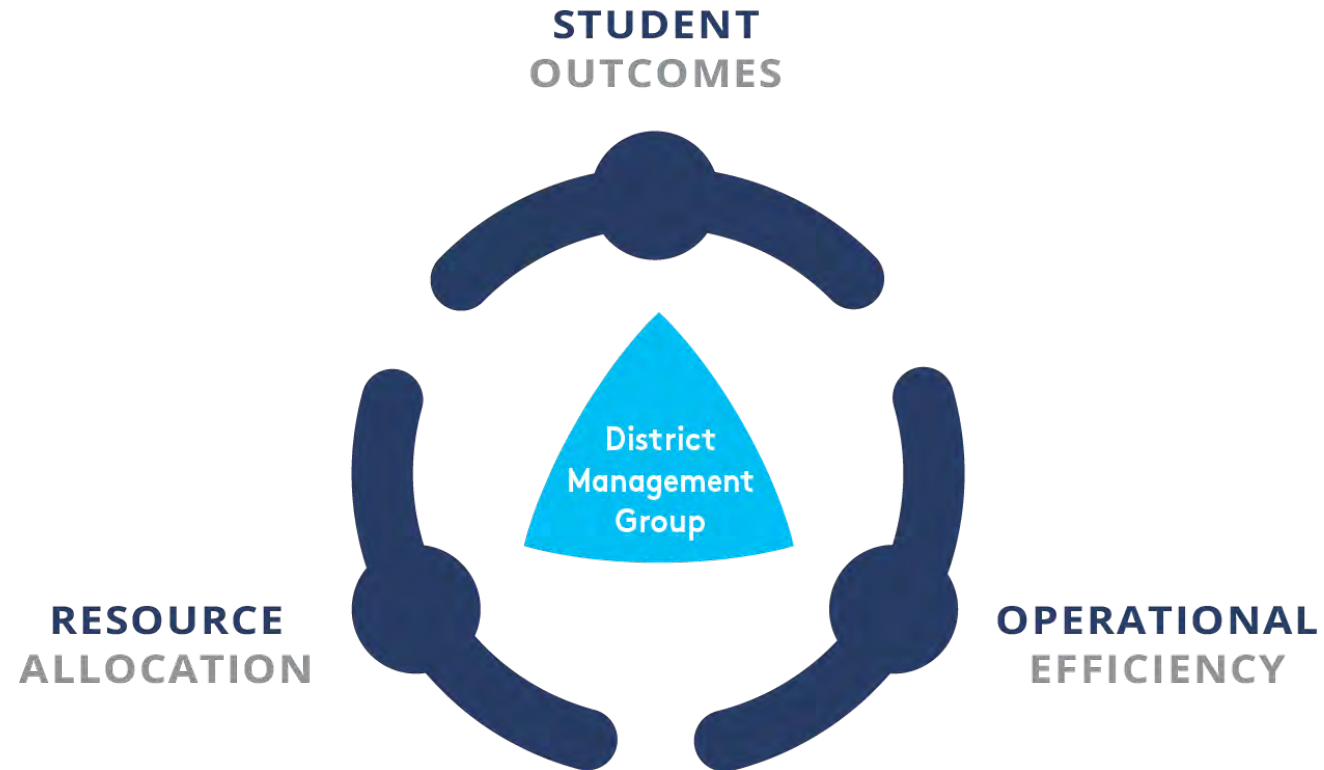 STUDENT
OUTCOMES
District
Management
Group
RESOURCE
ALLOCATION
OPERATIONAL
EFFICIENCY